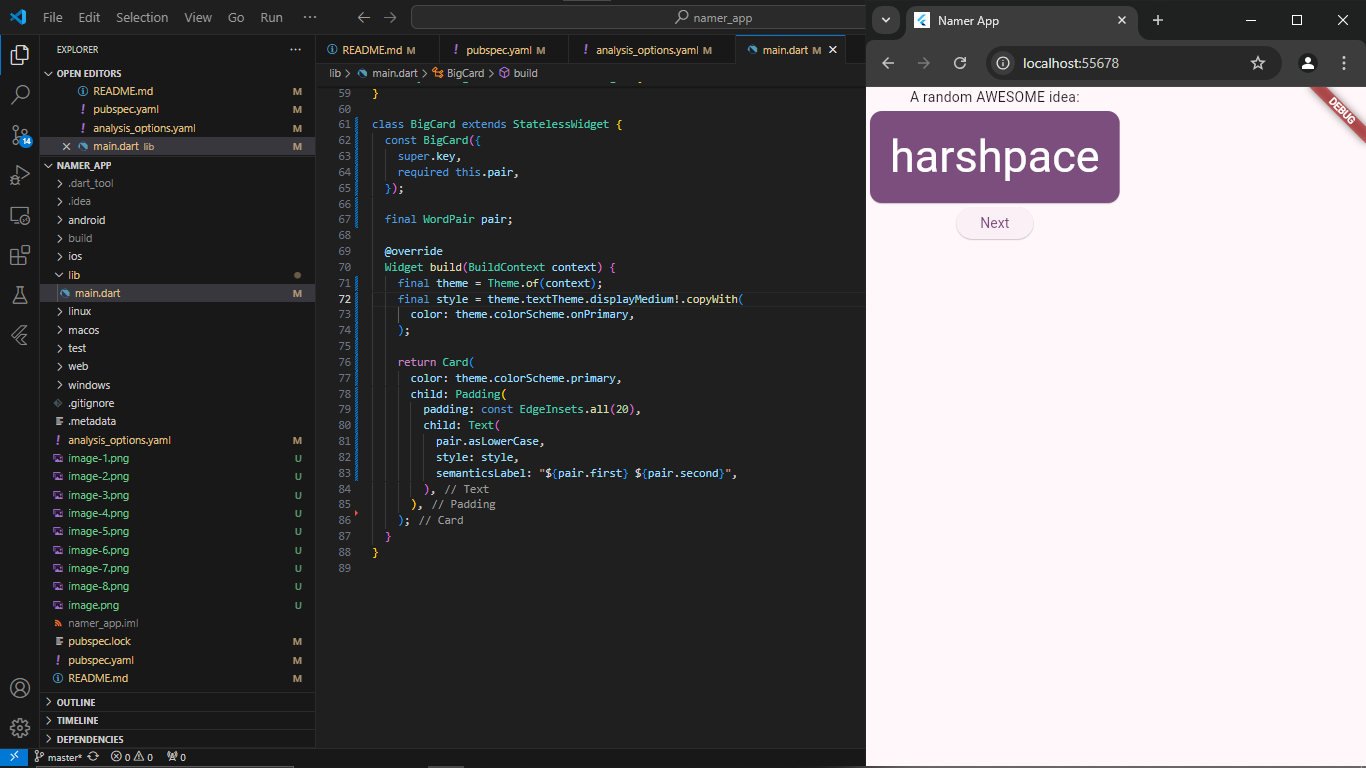 File Edit Selection View Go Run ··· namer_app
EXPLORER ···
OPEN EDITORS
README.md M
! pubspec.yaml M
! analysis_options.yaml M
main.dart lib M
NAMER_APP
.dart_tool
.idea
android
build
ios
lib
main.dart M
linux
macos
test
web
windows
.gitignore
.metadata
! analysis_options.yaml M
image-1.png U
image-2.png U
image-3.png U
image-4.png U
image-5.png U
image-6.png U
image-7.png U
image-8.png U
image.png U
namer_app.iml
pubspec.lock M
! pubspec.yaml M
README.md M
OUTLINE
TIMELINE
DEPENDENCIES
14
README.md M ! pubspec.yaml M ! analysis_options.yaml M main.dart M
lib > main.dart > BigCard > build
59 }
60
61 class BigCard extends StatelessWidget {
62 const BigCard({
63 super.key,
64 required this.pair,
65 });
66
67 final WordPair pair;
68
69 @override
70 Widget build(BuildContext context) {
71 final theme = Theme.of(context);
72 final style = theme.textTheme.displayMedium!.copyWith(
73 color: theme.colorScheme.onPrimary,
74 );
75
76 return Card(
77 color: theme.colorScheme.primary,
78 child: Padding(
79 padding: const EdgeInsets.all(20),
80 child: Text(
81 pair.asLowerCase,
82 style: style,
83 semanticsLabel: "${pair.first} ${pair.second}",
84 ), // Text
85 ), // Padding
86 ); // Card
87 }
88 }
89
master* 0 0 0
Namer App
localhost:55678
A random AWESOME idea:
DEBUG
harshpace
Next